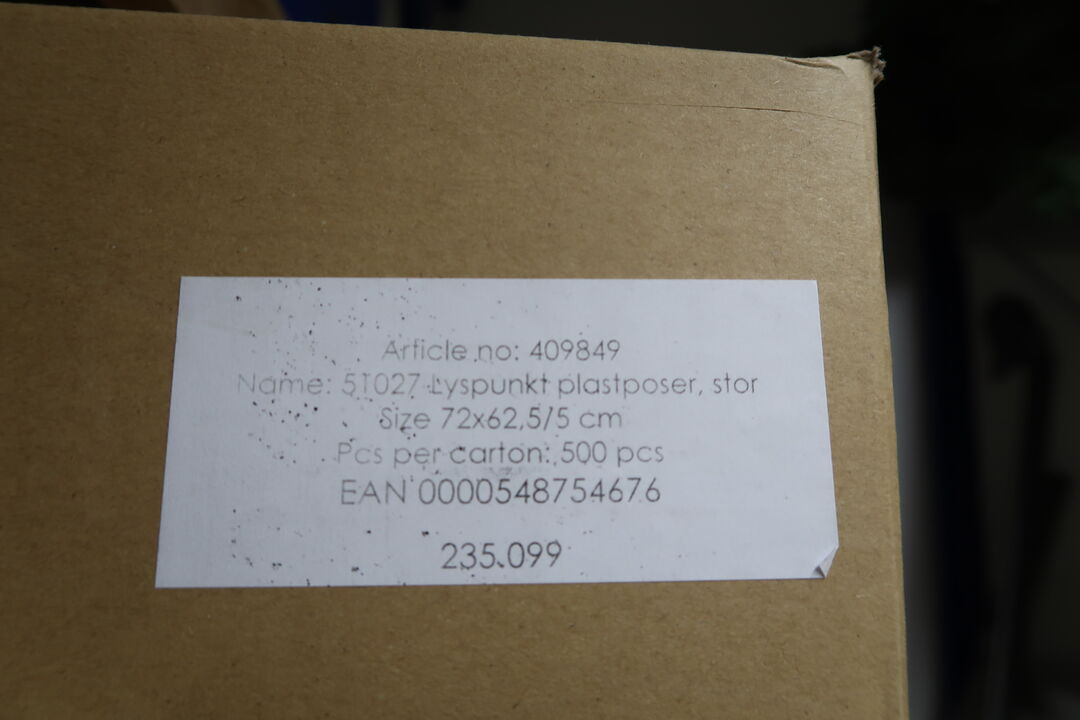 Article no: 409849
Name: 51027 Lyspunkt plastposer, stor
Size 72x62,5/5 cm
Pcs per carton: 500 pcs
EAN 0000548754676
235.099